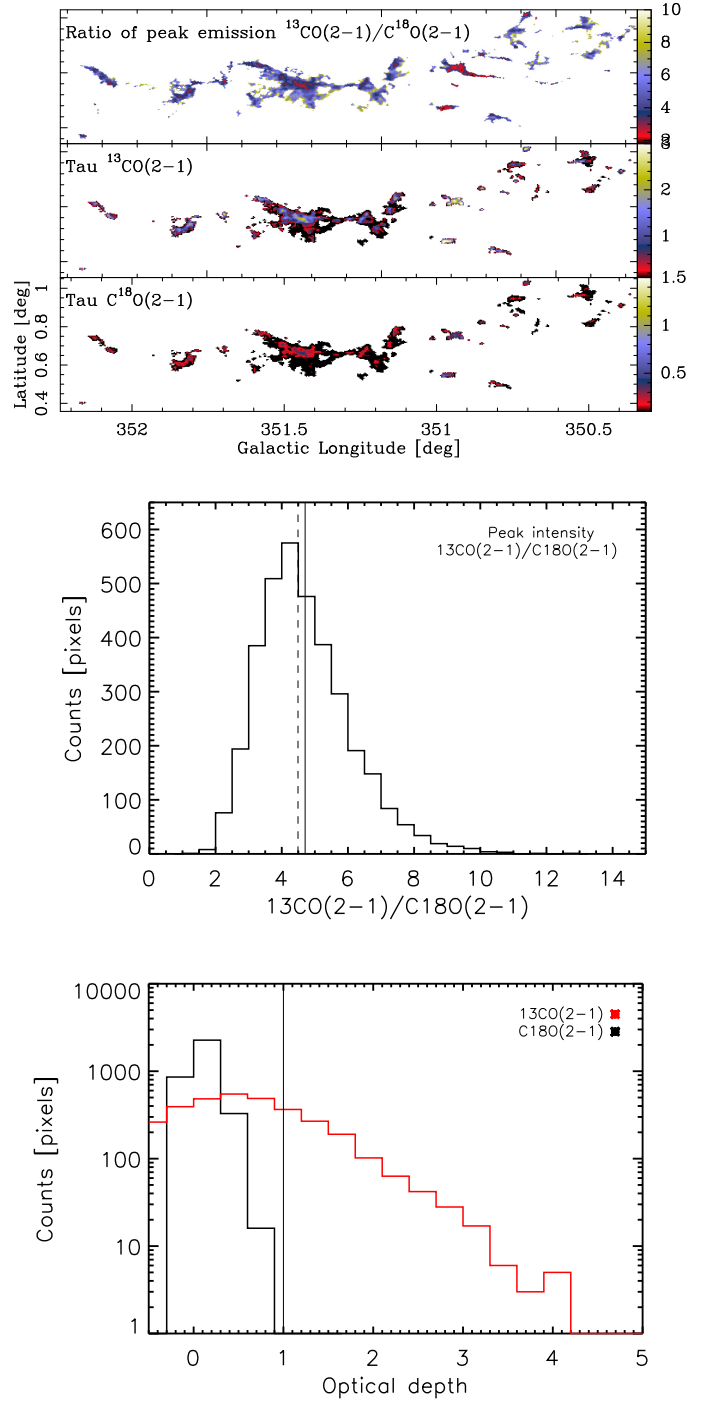 Ratio of peak emission ¹³CO(2−1)/C¹⁸O(2−1)
10
8
6
4
2
Tau ¹³CO(2−1)
3
2
1
Tau C¹⁸O(2−1)
1.5
1
0.5
Latitude [deg]
1
0.8
0.6
0.4
352
351.5
351
350.5
Galactic Longitude [deg]
Peak intensity
13CO(2−1)/C18O(2−1)
Counts [pixels]
600
500
400
300
200
100
0
0 2 4 6 8 10 12 14
13CO(2−1)/C18O(2−1)
13CO(2−1)
C18O(2−1)
Counts [pixels]
10000
1000
100
10
1
0 1 2 3 4 5
Optical depth